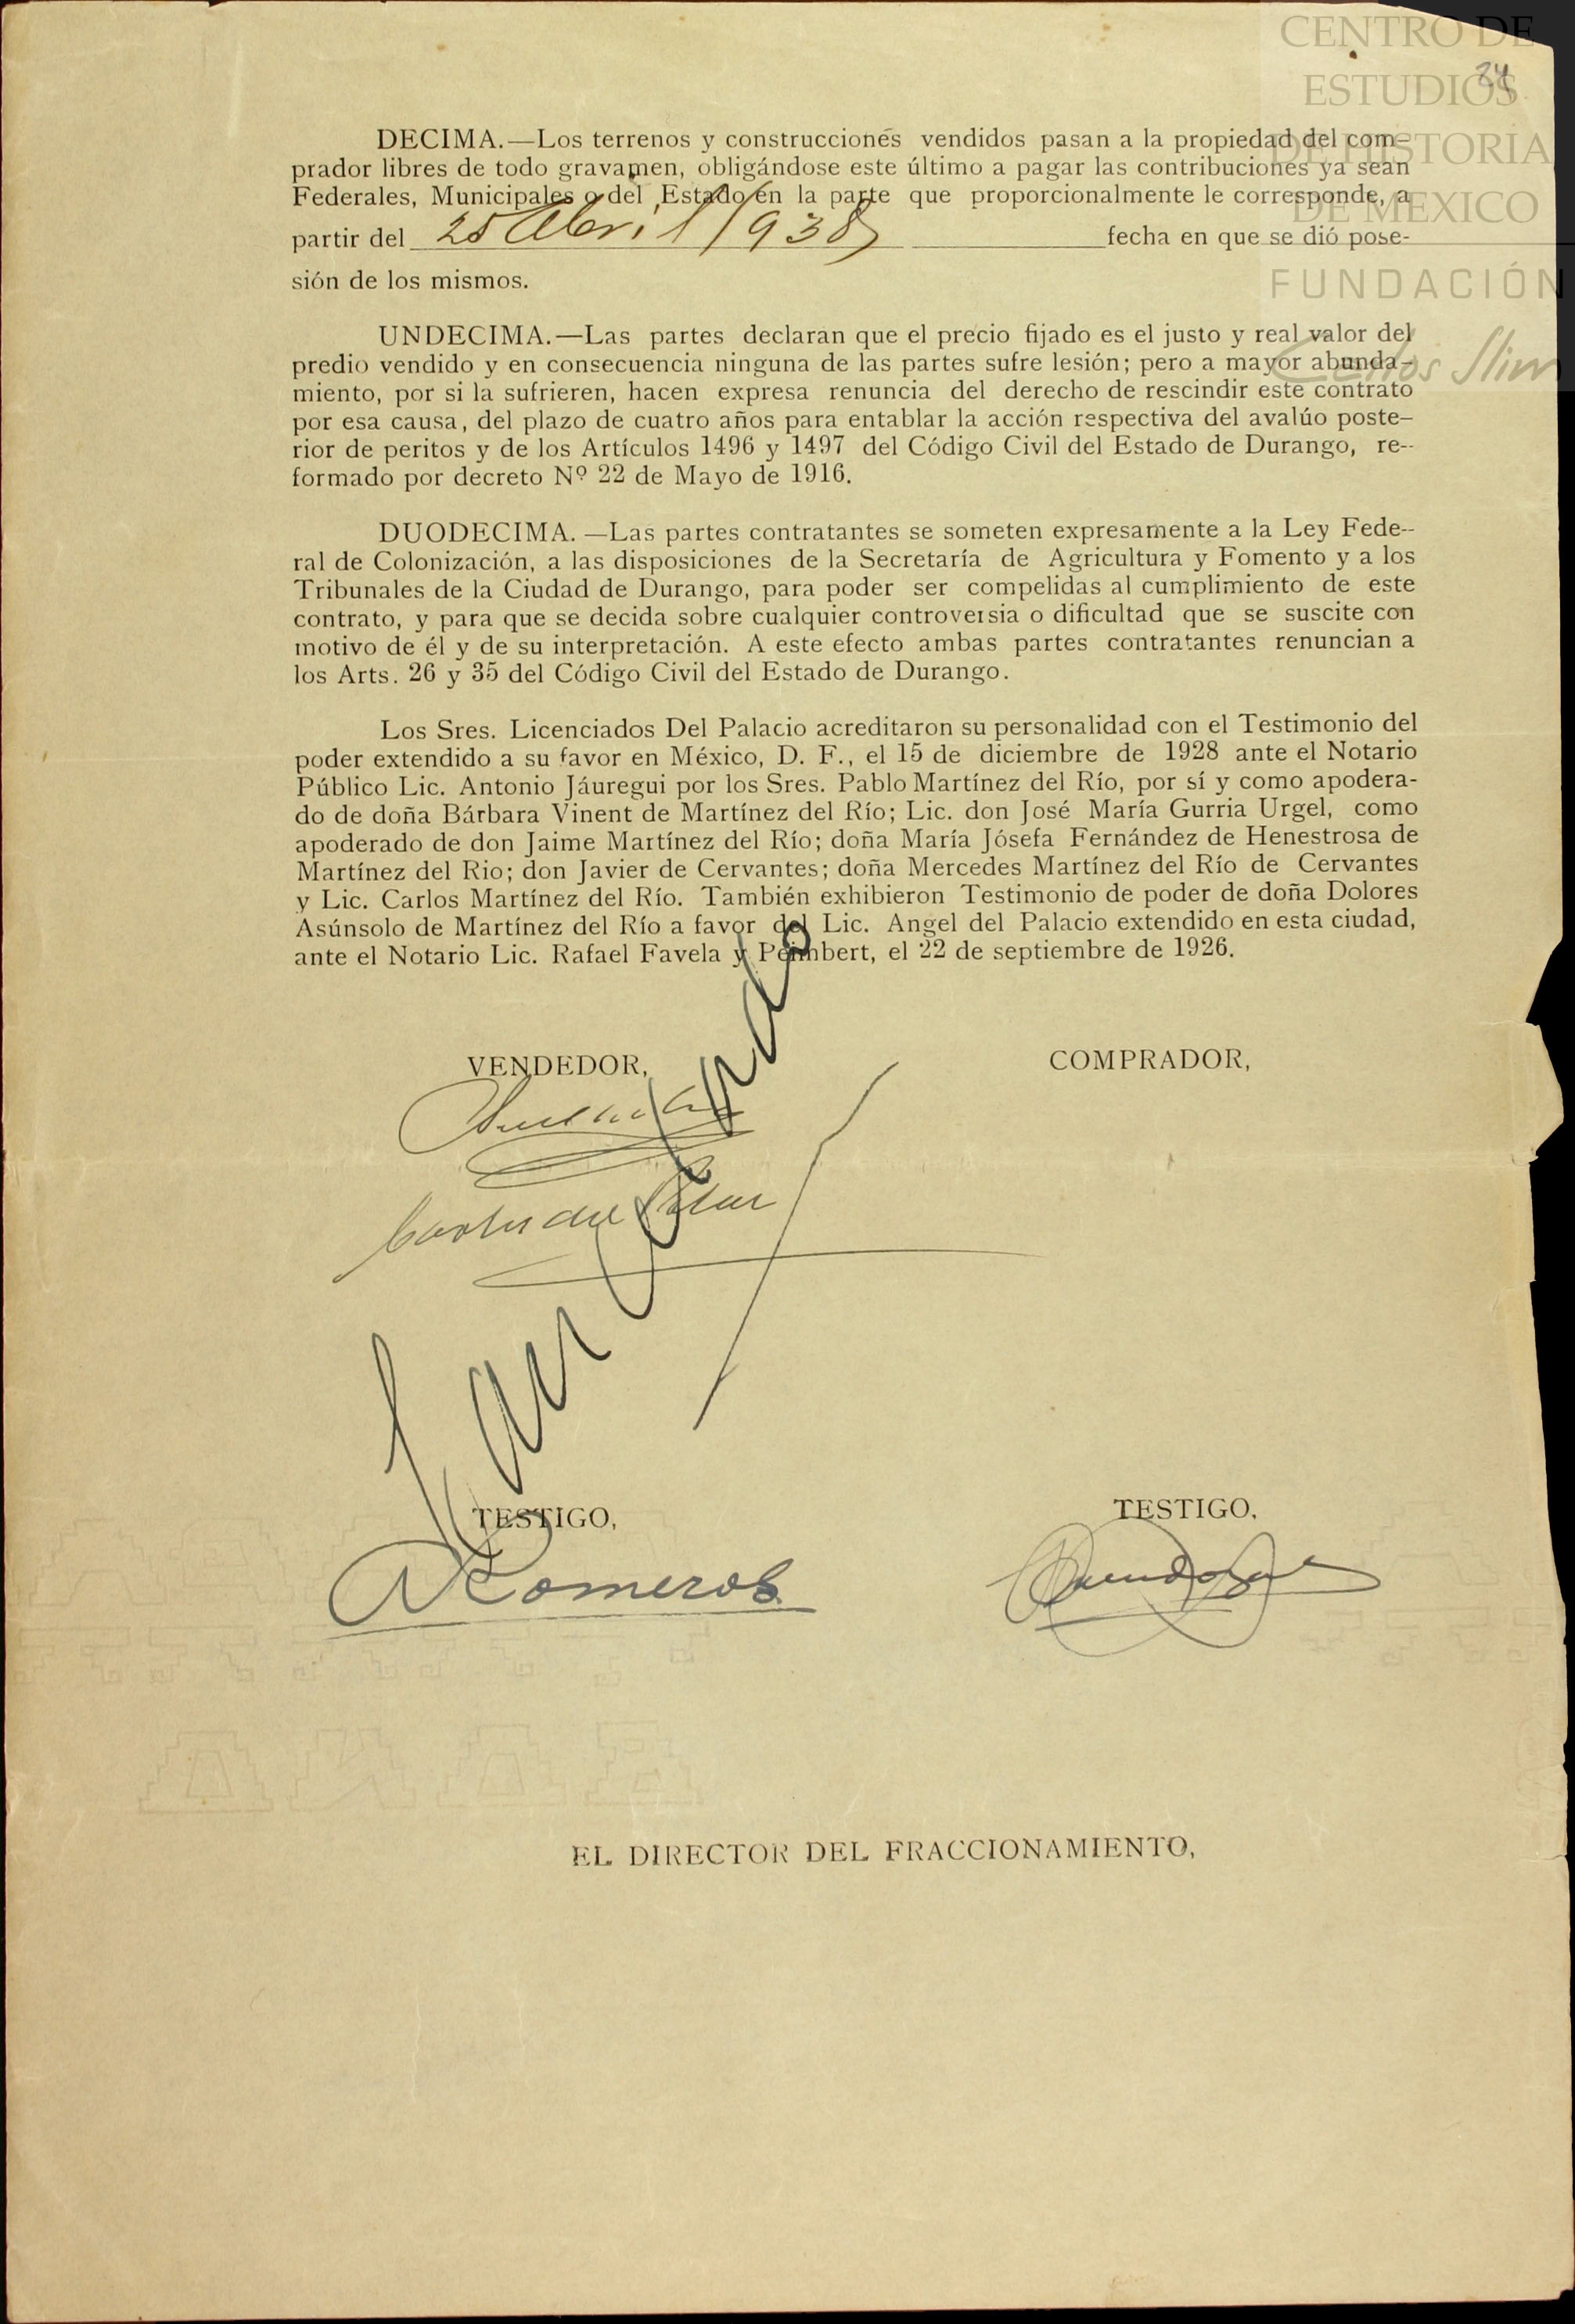 CENTRO DE
ESTUDIOS
DE HISTORIA
DE MEXICO
FUNDACIÓN
Carlos Slim
34
DECIMA.—Los terrenos y construcciones vendidos pasan a la propiedad del com-
prador libres de todo gravamen, obligándose este último a pagar las contribuciones ya sean
Federales, Municipales o del Estado en la parte que proporcionalmente le corresponde, a
partir del 25 Abril 1938 fecha en que se dió pose-
sión de los mismos.
UNDECIMA.—Las partes declaran que el precio fijado es el justo y real valor del
predio vendido y en consecuencia ninguna de las partes sufre lesión; pero a mayor abunda-
miento, por si la sufrieren, hacen expresa renuncia del derecho de rescindir este contrato
por esa causa, del plazo de cuatro años para entablar la acción respectiva del avalúo poste-
rior de peritos y de los Artículos 1496 y 1497 del Código Civil del Estado de Durango, re--
formado por decreto Nº 22 de Mayo de 1916.
DUODECIMA. —Las partes contratantes se someten expresamente a la Ley Fede--
ral de Colonización, a las disposiciones de la Secretaría de Agricultura y Fomento y a los
Tribunales de la Ciudad de Durango, para poder ser compelidas al cumplimiento de este
contrato, y para que se decida sobre cualquier controversia o dificultad que se suscite con
motivo de él y de su interpretación. A este efecto ambas partes contratantes renuncian a
los Arts. 26 y 35 del Código Civil del Estado de Durango.
Los Sres. Licenciados Del Palacio acreditaron su personalidad con el Testimonio del
poder extendido a su favor en México, D. F., el 15 de diciembre de 1928 ante el Notario
Público Lic. Antonio Jáuregui por los Sres. Pablo Martínez del Río, por sí y como apodera-
do de doña Bárbara Vinent de Martínez del Río; Lic. don José María Gurria Urgel, como
apoderado de don Jaime Martínez del Río; doña María Jósefa Fernández de Henestrosa de
Martínez del Rio; don Javier de Cervantes; doña Mercedes Martínez del Río de Cervantes
y Lic. Carlos Martínez del Río. También exhibieron Testimonio de poder de doña Dolores
Asúnsolo de Martínez del Río a favor del Lic. Angel del Palacio extendido en esta ciudad,
ante el Notario Lic. Rafael Favela y Peimbert, el 22 de septiembre de 1926.
VENDEDOR,
COMPRADOR,
TESTIGO,
TESTIGO,
Romeros
EL DIRECTOR DEL FRACCIONAMIENTO,